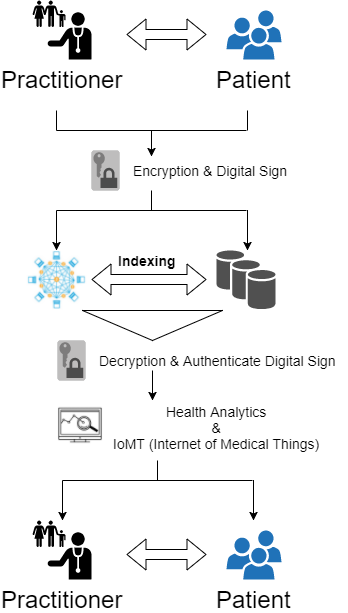 Practitioner
Patient
Encryption & Digital Sign
Indexing
Decryption & Authenticate Digital Sign
Health Analytics
&
IoMT (Internet of Medical Things)
Practitioner
Patient